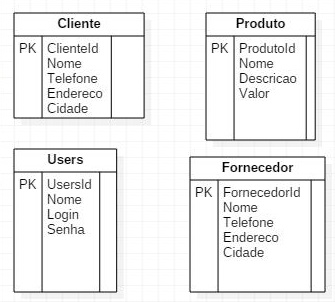 Cliente
PK ClienteId
Nome
Telefone
Endereco
Cidade
Produto
PK ProdutoId
Nome
Descricao
Valor
Users
PK UsersId
Nome
Login
Senha
Fornecedor
PK FornecedorId
Nome
Telefone
Endereco
Cidade